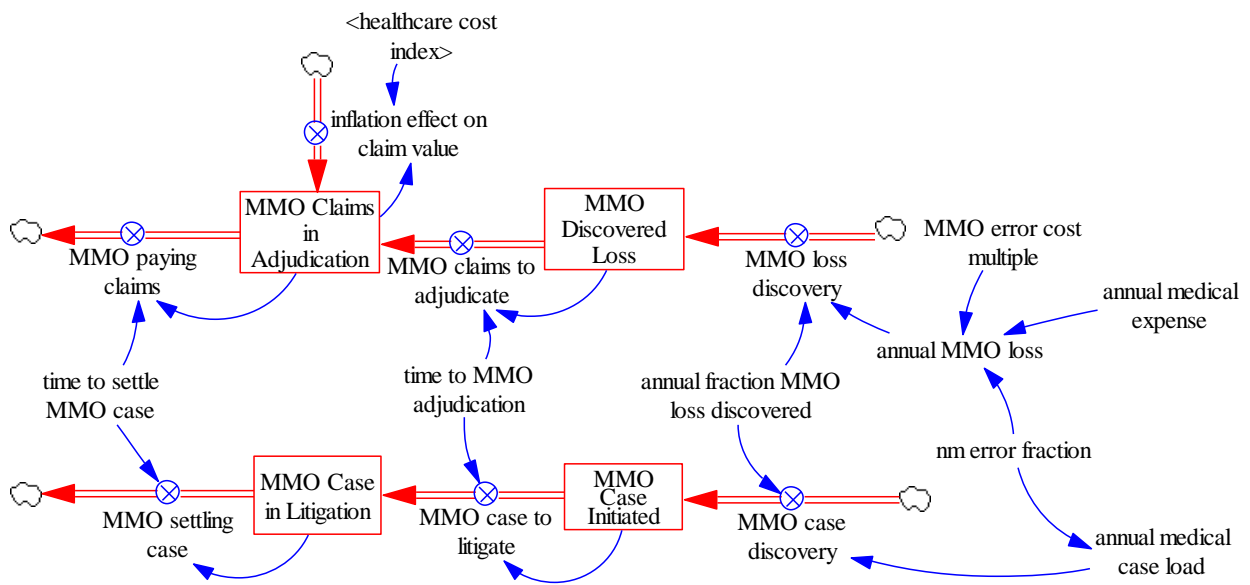 <healthcare cost
index>
inflation effect on
claim value
MMO Claims
in
Adjudication
MMO
Discovered
Loss
MMO paying
claims
MMO claims to
adjudicate
MMO loss
discovery
MMO error cost
multiple
annual medical
expense
annual MMO loss
time to settle
MMO case
time to MMO
adjudication
annual fraction MMO
loss discovered
nm error fraction
MMO Case
in Litigation
MMO
Case
Initiated
MMO settling
case
MMO case to
litigate
MMO case
discovery
annual medical
case load